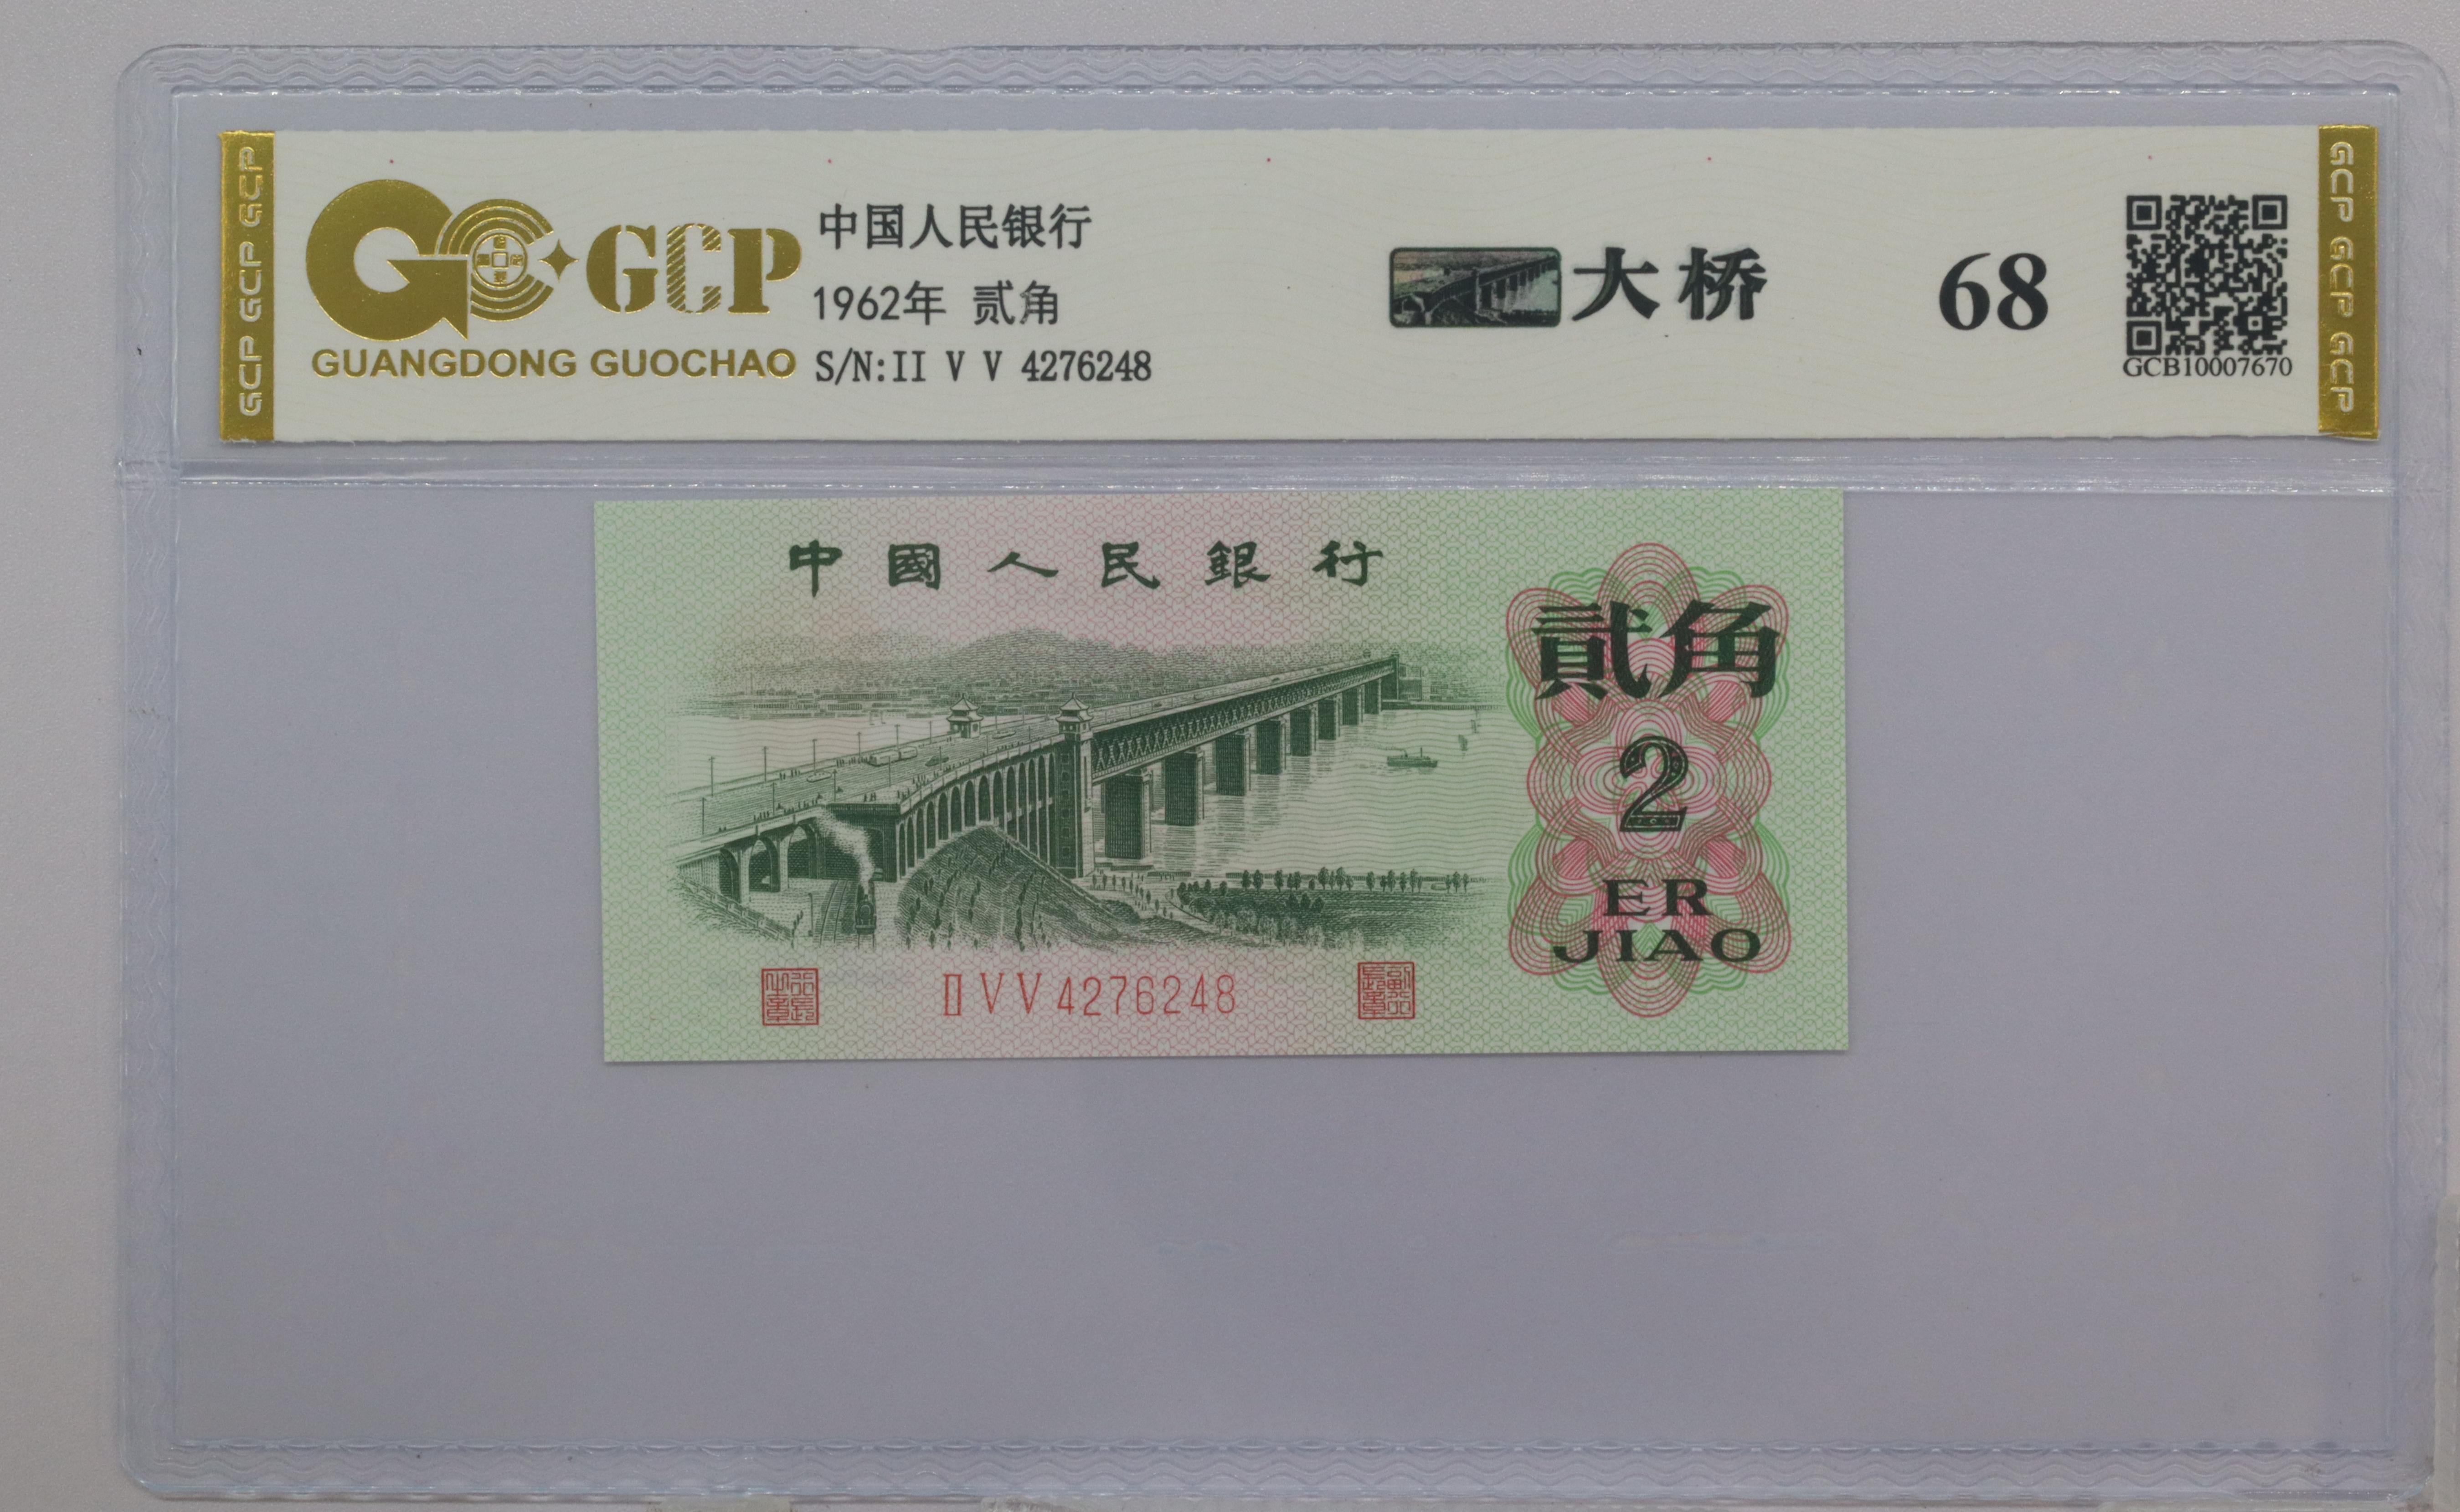 GCP GCP GCP
GCP
GUANGDONG GUOCHAO
中国人民银行
1962年 贰角
S/N:II V V 4276248
大桥
68
GCB10007670
GCP GCP GCP
中國人民銀行
貳角
2
ER
JIAO
II V V 4276248